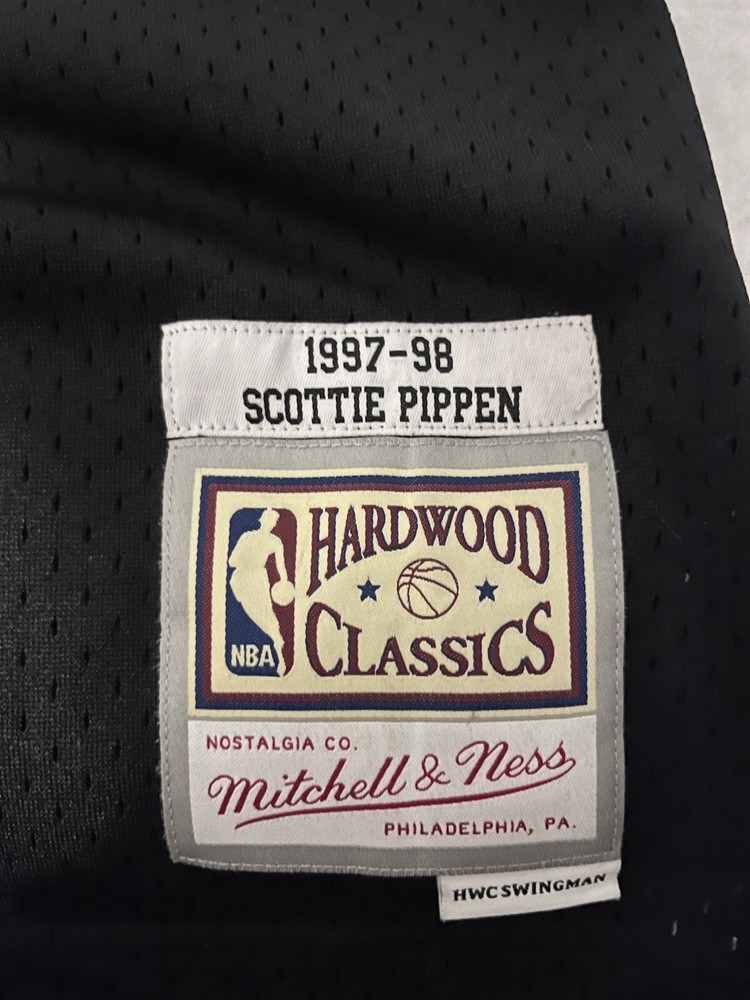 1997-98
SCOTTIE PIPPEN
HARDWOOD
CLASSICS
NBA
NOSTALGIA CO.
Mitchell & Ness
PHILADELPHIA, PA.
HWC SWINGMAN